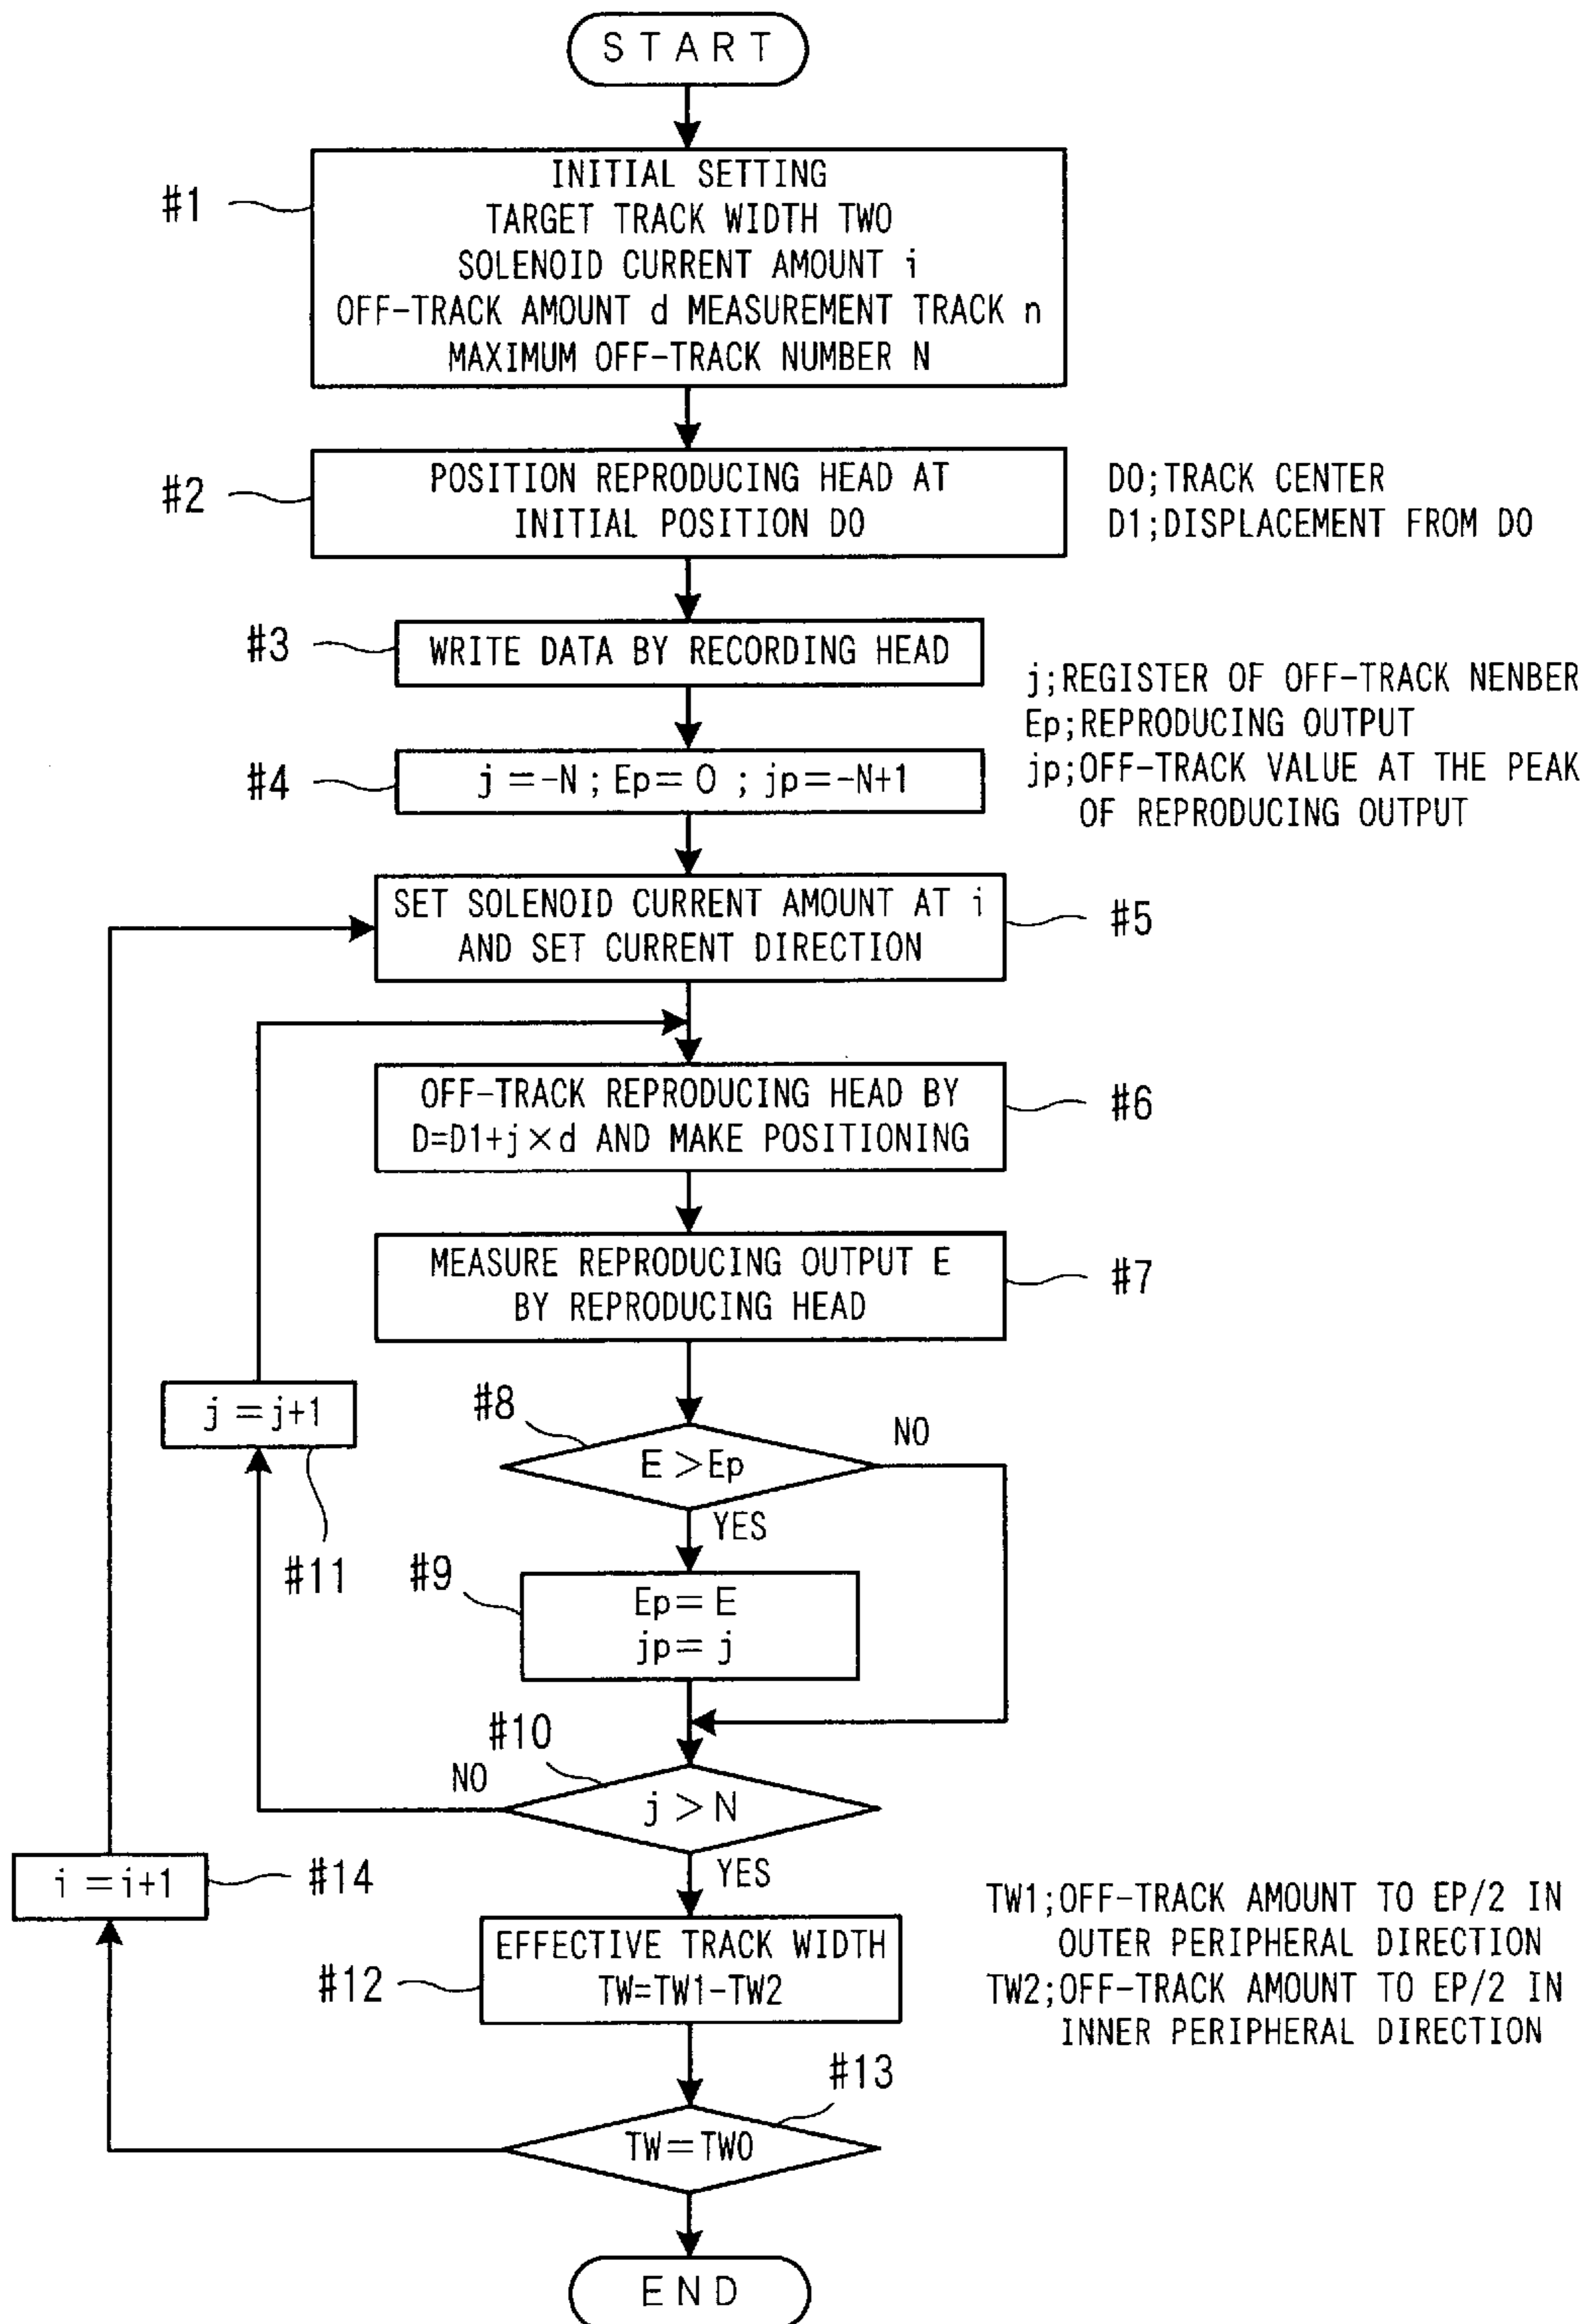 START
#1
INITIAL SETTING
TARGET TRACK WIDTH TWO
SOLENOID CURRENT AMOUNT i
OFF-TRACK AMOUNT d MEASUREMENT TRACK n
MAXIMUM OFF-TRACK NUMBER N
#2
POSITION REPRODUCING HEAD AT
INITIAL POSITION D0
D0;TRACK CENTER
D1;DISPLACEMENT FROM D0
#3
WRITE DATA BY RECORDING HEAD
j;REGISTER OF OFF-TRACK NENBER
Ep;REPRODUCING OUTPUT
jp;OFF-TRACK VALUE AT THE PEAK
OF REPRODUCING OUTPUT
#4
j=-N;Ep=0;jp=-N+1
SET SOLENOID CURRENT AMOUNT AT i
AND SET CURRENT DIRECTION
#5
OFF-TRACK REPRODUCING HEAD BY
D=D1+j×d AND MAKE POSITIONING
#6
MEASURE REPRODUCING OUTPUT E
BY REPRODUCING HEAD
#7
#8
E>Ep
NO
YES
j=j+1
#11
#9
Ep=E
jp=j
#10
j>N
NO
YES
i=i+1
#14
#12
EFFECTIVE TRACK WIDTH
TW=TW1-TW2
TW1;OFF-TRACK AMOUNT TO EP/2 IN
OUTER PERIPHERAL DIRECTION
TW2;OFF-TRACK AMOUNT TO EP/2 IN
INNER PERIPHERAL DIRECTION
#13
TW=TW0
END